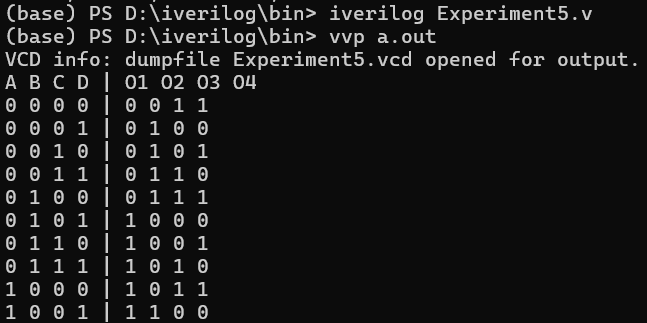 (base) PS D:\iverilog\bin> iverilog Experiment5.v
(base) PS D:\iverilog\bin> vvp a.out
VCD info: dumpfile Experiment5.vcd opened for output.
A B C D | O1 O2 O3 O4
0 0 0 0 | 0 0 1 1
0 0 0 1 | 0 1 0 0
0 0 1 0 | 0 1 0 1
0 0 1 1 | 0 1 1 0
0 1 0 0 | 0 1 1 1
0 1 0 1 | 1 0 0 0
0 1 1 0 | 1 0 0 1
0 1 1 1 | 1 0 1 0
1 0 0 0 | 1 0 1 1
1 0 0 1 | 1 1 0 0